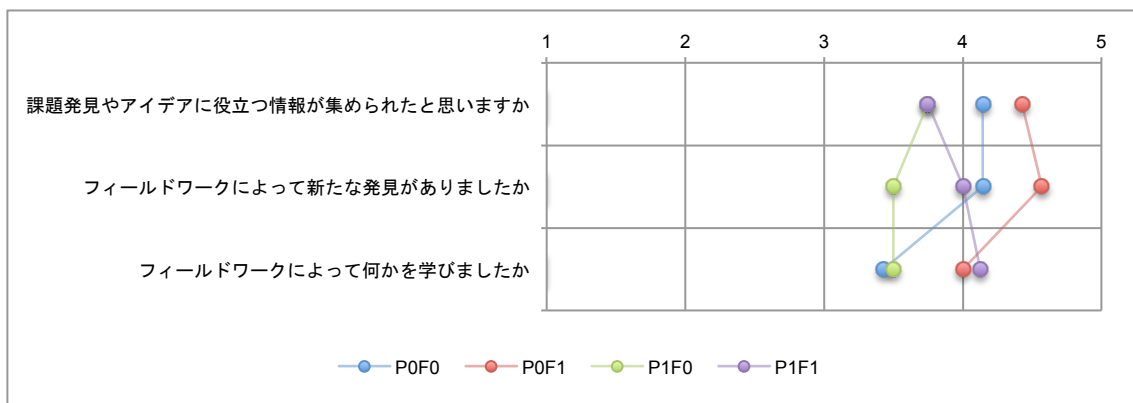 1 2 3 4 5
課題発見やアイデアに役立つ情報が集められたと思いますか
フィールドワークによって新たな発見がありましたか
フィールドワークによって何かを学びましたか
P0F0 P0F1 P1F0 P1F1